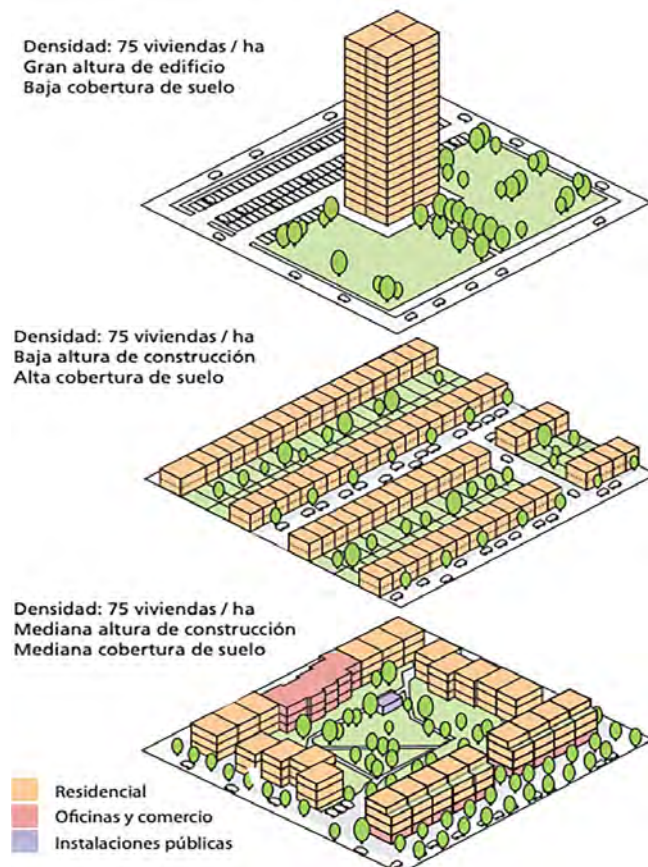 Densidad: 75 viviendas / ha
Gran altura de edificio
Baja cobertura de suelo
Densidad: 75 viviendas / ha
Baja altura de construcción
Alta cobertura de suelo
Densidad: 75 viviendas / ha
Mediana altura de construcción
Mediana cobertura de suelo
Residencial
Oficinas y comercio
Instalaciones públicas